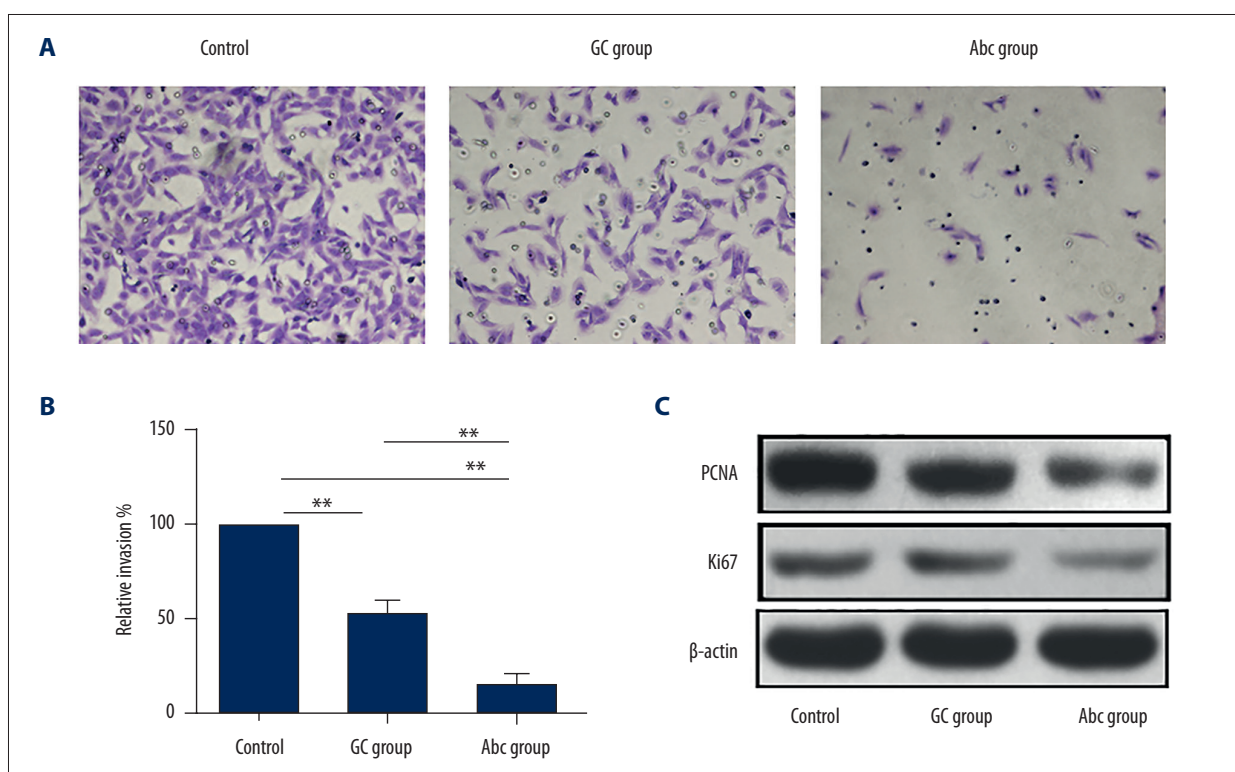 A
Control
GC group
Abc group
B
150
100
50
0
Relative invasion %
**
**
**
Control
GC group
Abc group
C
PCNA
Ki67
β-actin
Control
GC group
Abc group